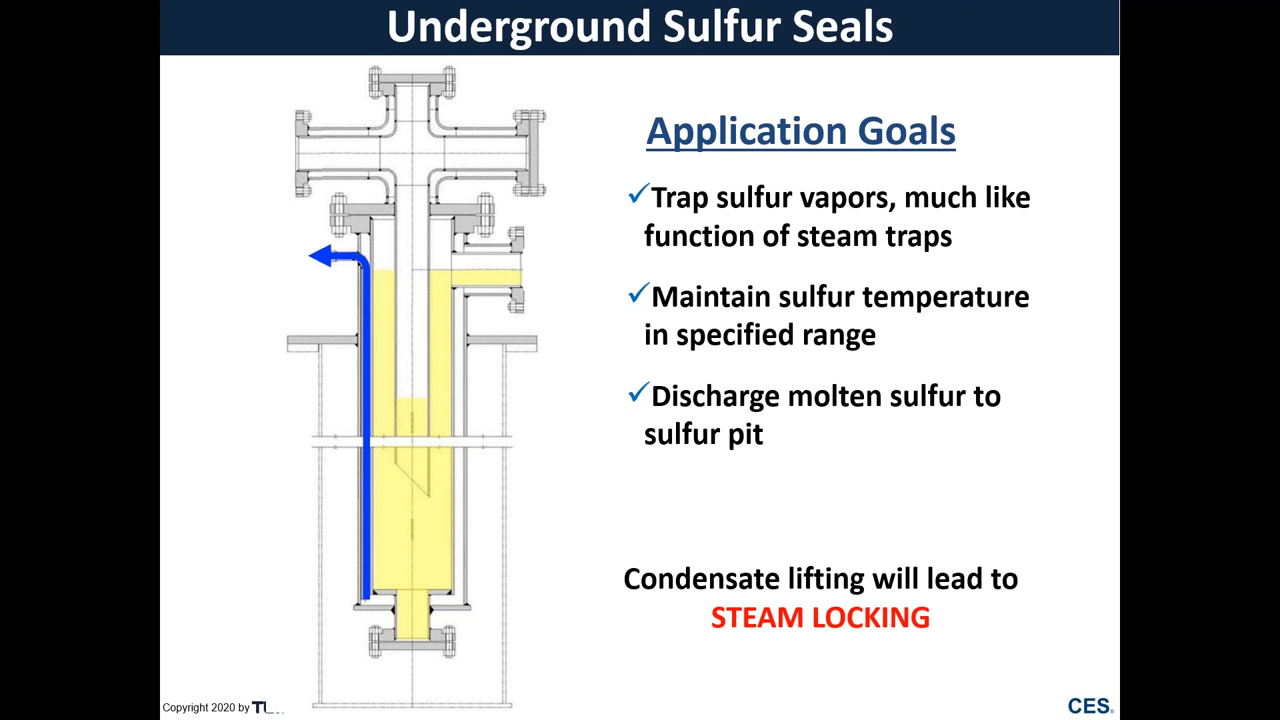 Underground Sulfur Seals
Application Goals
✓Trap sulfur vapors, much like
function of steam traps
✓Maintain sulfur temperature
in specified range
✓Discharge molten sulfur to
sulfur pit
Condensate lifting will lead to
STEAM LOCKING
Copyright 2020 by
CES